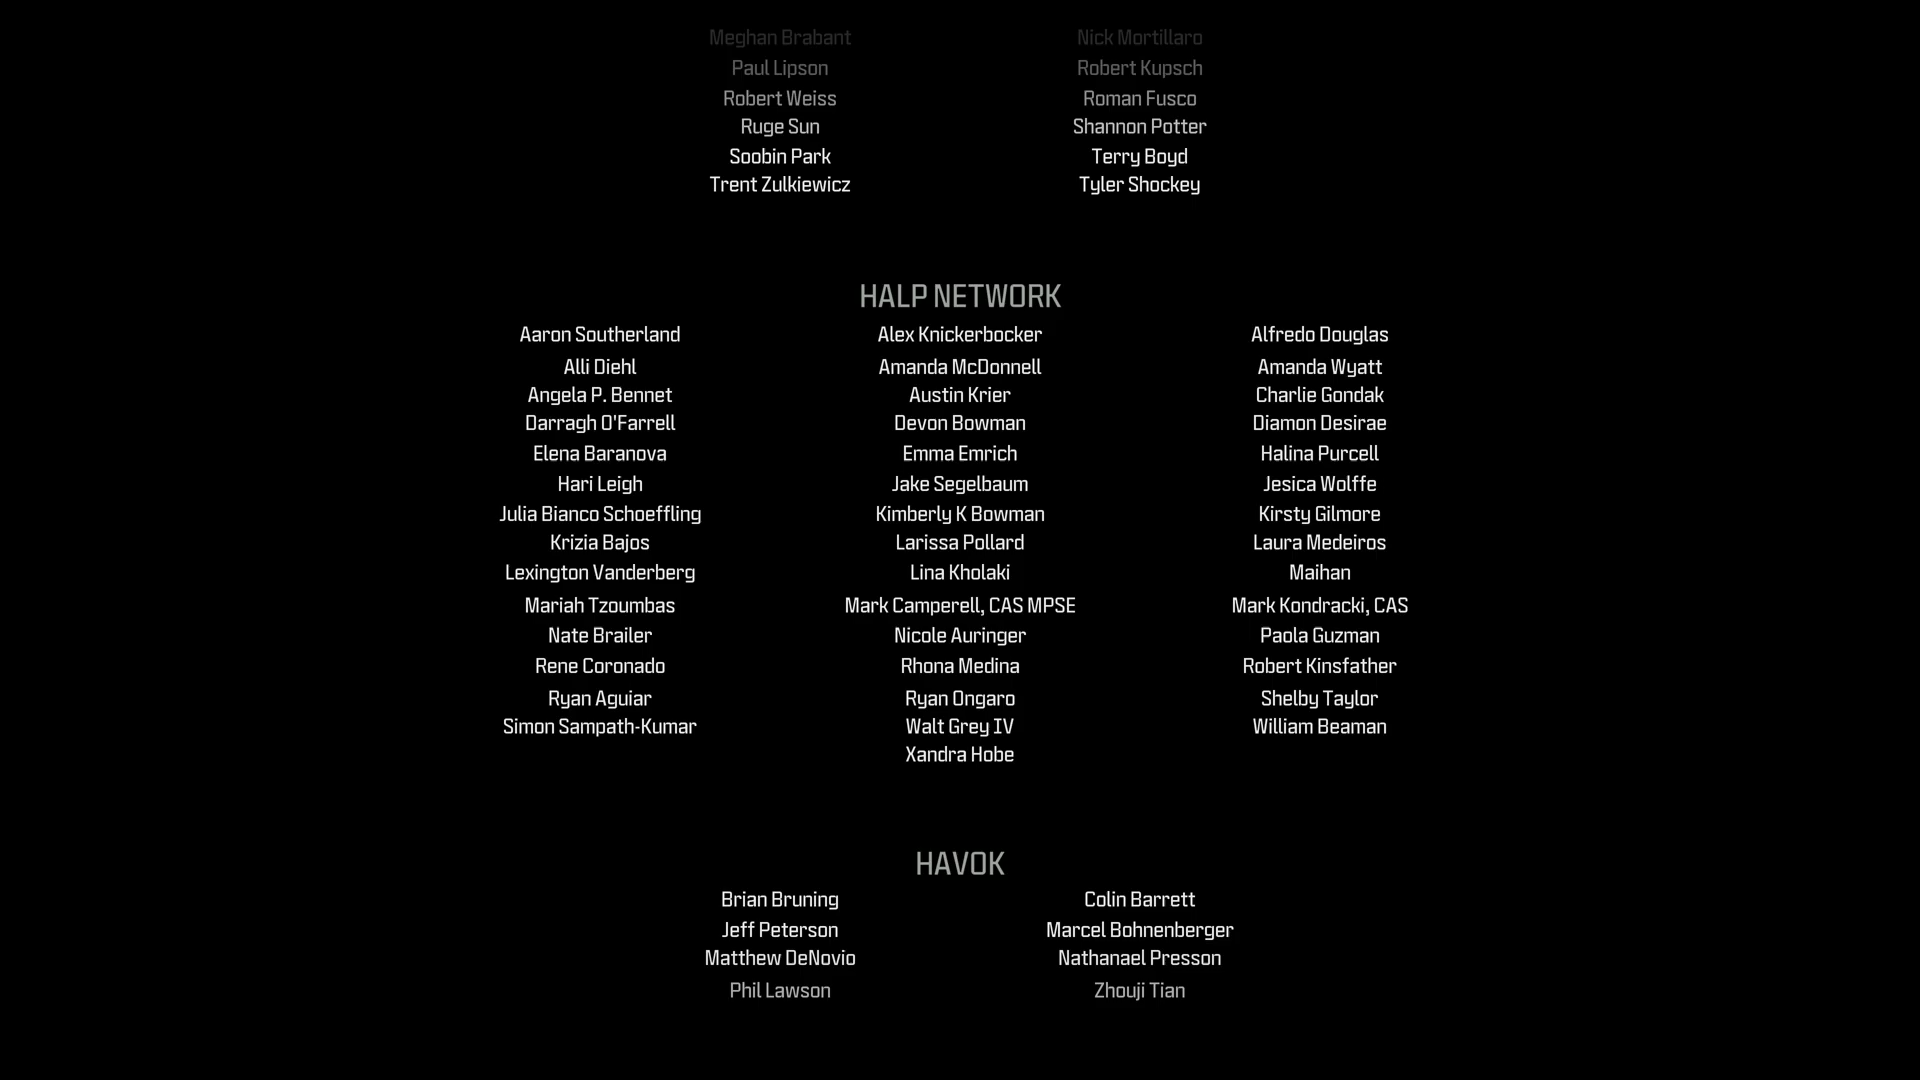 Meghan Brabant Nick Mortillaro
Paul Lipson Robert Kupsch
Robert Weiss Roman Fusco
Ruge Sun Shannon Potter
Soobin Park Terry Boyd
Trent Zulkiewicz Tyler Shockey
HALP NETWORK
Aaron Southerland Alex Knickerbocker Alfredo Douglas
Alli Diehl Amanda McDonnell Amanda Wyatt
Angela P. Bennet Austin Krier Charlie Gondak
Darragh O'Farrell Devon Bowman Diamon Desirae
Elena Baranova Emma Emrich Halina Purcell
Hari Leigh Jake Segelbaum Jesica Wolffe
Julia Bianco Schoeffling Kimberly K Bowman Kirsty Gilmore
Krizia Bajos Larissa Pollard Laura Medeiros
Lexington Vanderberg Lina Kholaki Maihan
Mariah Tzoumbas Mark Camperell, CAS MPSE Mark Kondracki, CAS
Nate Brailer Nicole Auringer Paola Guzman
Rene Coronado Rhona Medina Robert Kinsfather
Ryan Aguiar Ryan Ongaro Shelby Taylor
Simon Sampath-Kumar Walt Grey IV William Beaman
Xandra Hobe
HAVOK
Brian Bruning Colin Barrett
Jeff Peterson Marcel Bohnenberger
Matthew DeNovio Nathanael Presson
Phil Lawson Zhouji Tian